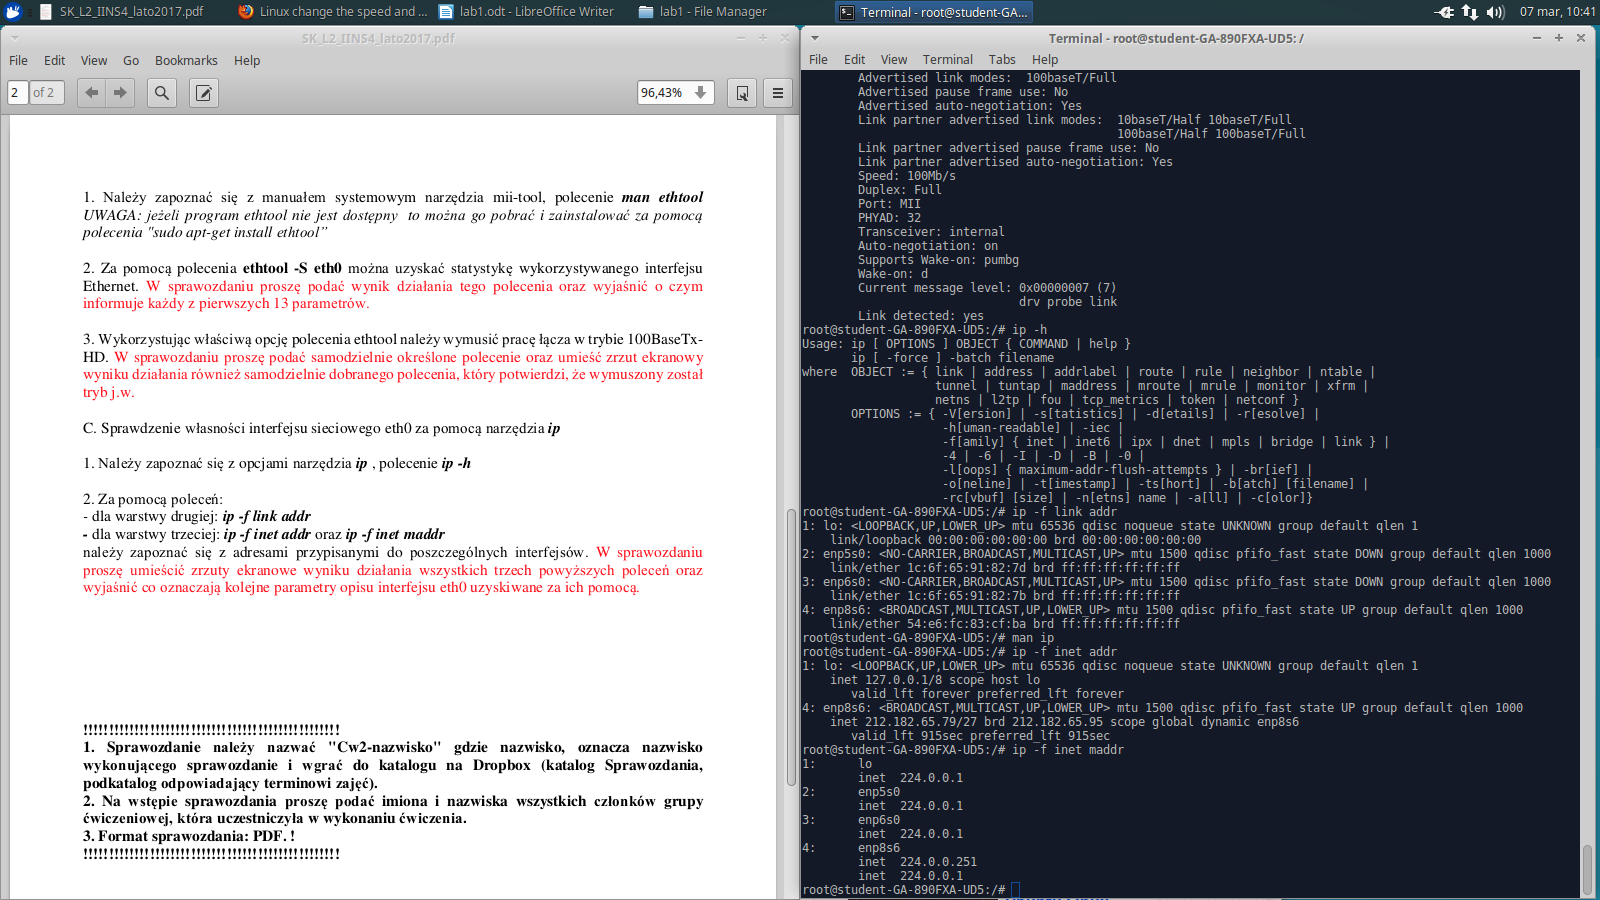 SK_L2_IINS4_lato2017.pdf
Linux change the speed and ...
lab1.odt - LibreOffice Writer
lab1 - File Manager
Terminal - root@student-GA...
07 mar, 10:41
SK_L2_IINS4_lato2017.pdf
File Edit View Go Bookmarks Help
2 of 2
96,43%
1. Należy zapoznać się z manuałem systemowym narzędzia mii-tool, polecenie man ethtool
UWAGA: jeżeli program ethtool nie jest dostępny to można go pobrać i zainstalować za pomocą
polecenia "sudo apt-get install ethtool”
2. Za pomocą polecenia ethtool -S eth0 można uzyskać statystykę wykorzystywanego interfejsu
Ethernet. W sprawozdaniu proszę podać wynik działania tego polecenia oraz wyjaśnić o czym
informuje każdy z pierwszych 13 parametrów.
3. Wykorzystując właściwą opcję polecenia ethtool należy wymusić pracę łącza w trybie 100BaseTx-
HD. W sprawozdaniu proszę podać samodzielnie określone polecenie oraz umieść zrzut ekranowy
wyniku działania również samodzielnie dobranego polecenia, który potwierdzi, że wymuszony został
tryb j.w.
C. Sprawdzenie własności interfejsu sieciowego eth0 za pomocą narzędzia ip
1. Należy zapoznać się z opcjami narzędzia ip , polecenie ip -h
2. Za pomocą poleceń:
- dla warstwy drugiej: ip -f link addr
- dla warstwy trzeciej: ip -f inet addr oraz ip -f inet maddr
należy zapoznać się z adresami przypisanymi do poszczególnych interfejsów. W sprawozdaniu
proszę umieścić zrzuty ekranowe wyniku działania wszystkich trzech powyższych poleceń oraz
wyjaśnić co oznaczają kolejne parametry opisu interfejsu eth0 uzyskiwane za ich pomocą.
!!!!!!!!!!!!!!!!!!!!!!!!!!!!!!!!!!!!!!!!!!!!!!!!!!
1. Sprawozdanie należy nazwać "Cw2-nazwisko" gdzie nazwisko, oznacza nazwisko
wykonującego sprawozdanie i wgrać do katalogu na Dropbox (katalog Sprawozdania,
podkatalog odpowiadający terminowi zajęć).
2. Na wstępie sprawozdania proszę podać imiona i nazwiska wszystkich członków grupy
ćwiczeniowej, która uczestniczyła w wykonaniu ćwiczenia.
3. Format sprawozdania: PDF. !
!!!!!!!!!!!!!!!!!!!!!!!!!!!!!!!!!!!!!!!!!!!!!!!!!!
Terminal - root@student-GA-890FXA-UD5: /
File Edit View Terminal Tabs Help
Advertised link modes:  100baseT/Full
Advertised pause frame use: No
Advertised auto-negotiation: Yes
Link partner advertised link modes:  10baseT/Half 10baseT/Full
100baseT/Half 100baseT/Full
Link partner advertised pause frame use: No
Link partner advertised auto-negotiation: Yes
Speed: 100Mb/s
Duplex: Full
Port: MII
PHYAD: 32
Transceiver: internal
Auto-negotiation: on
Supports Wake-on: pumbg
Wake-on: d
Current message level: 0x00000007 (7)
drv probe link
Link detected: yes
root@student-GA-890FXA-UD5:/# ip -h
Usage: ip [ OPTIONS ] OBJECT { COMMAND | help }
ip [ -force ] -batch filename
where  OBJECT := { link | address | addrlabel | route | rule | neighbor | ntable |
tunnel | tuntap | maddress | mroute | mrule | monitor | xfrm |
netns | l2tp | fou | tcp_metrics | token | netconf }
OPTIONS := { -V[ersion] | -s[tatistics] | -d[etails] | -r[esolve] |
-h[uman-readable] | -iec |
-f[amily] { inet | inet6 | ipx | dnet | mpls | bridge | link } |
-4 | -6 | -I | -D | -B | -0 |
-l[oops] { maximum-addr-flush-attempts } | -br[ief] |
-o[neline] | -t[imestamp] | -ts[hort] | -b[atch] [filename] |
-rc[vbuf] [size] | -n[etns] name | -a[ll] | -c[olor]}
root@student-GA-890FXA-UD5:/# ip -f link addr
1: lo: <LOOPBACK,UP,LOWER_UP> mtu 65536 qdisc noqueue state UNKNOWN group default qlen 1
link/loopback 00:00:00:00:00:00 brd 00:00:00:00:00:00
2: enp5s0: <NO-CARRIER,BROADCAST,MULTICAST,UP> mtu 1500 qdisc pfifo_fast state DOWN group default qlen 1000
link/ether 1c:6f:65:91:82:7d brd ff:ff:ff:ff:ff:ff
3: enp6s0: <NO-CARRIER,BROADCAST,MULTICAST,UP> mtu 1500 qdisc pfifo_fast state DOWN group default qlen 1000
link/ether 1c:6f:65:91:82:7b brd ff:ff:ff:ff:ff:ff
4: enp8s6: <BROADCAST,MULTICAST,UP,LOWER_UP> mtu 1500 qdisc pfifo_fast state UP group default qlen 1000
link/ether 54:e6:fc:83:cf:ba brd ff:ff:ff:ff:ff:ff
root@student-GA-890FXA-UD5:/# man ip
root@student-GA-890FXA-UD5:/# ip -f inet addr
1: lo: <LOOPBACK,UP,LOWER_UP> mtu 65536 qdisc noqueue state UNKNOWN group default qlen 1
inet 127.0.0.1/8 scope host lo
valid_lft forever preferred_lft forever
4: enp8s6: <BROADCAST,MULTICAST,UP,LOWER_UP> mtu 1500 qdisc pfifo_fast state UP group default qlen 1000
inet 212.182.65.79/27 brd 212.182.65.95 scope global dynamic enp8s6
valid_lft 915sec preferred_lft 915sec
root@student-GA-890FXA-UD5:/# ip -f inet maddr
1:      lo
inet  224.0.0.1
2:      enp5s0
inet  224.0.0.1
3:      enp6s0
inet  224.0.0.1
4:      enp8s6
inet  224.0.0.251
inet  224.0.0.1
root@student-GA-890FXA-UD5:/#